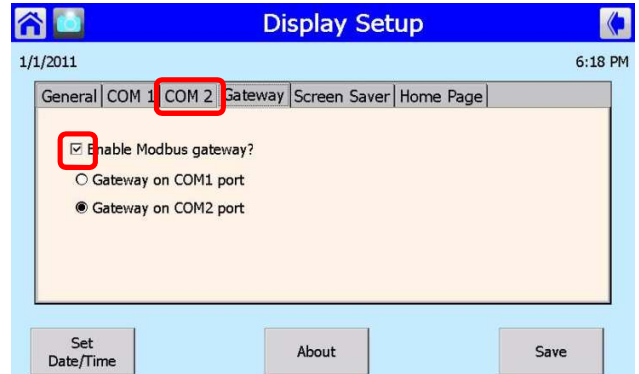 Display Setup
1/1/2011 6:18 PM
General COM 1 COM 2 Gateway Screen Saver Home Page
Enable Modbus gateway?
Gateway on COM1 port
Gateway on COM2 port
Set Date/Time About Save